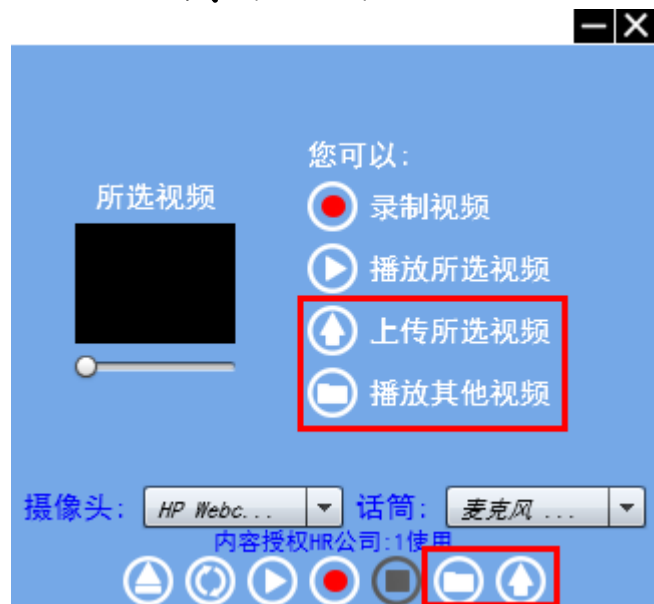 您可以:
所选视频
录制视频
播放所选视频
上传所选视频
播放其他视频
摄像头: HP Webc... 话筒: 麦克风 ...
内容授权HR公司:1使用